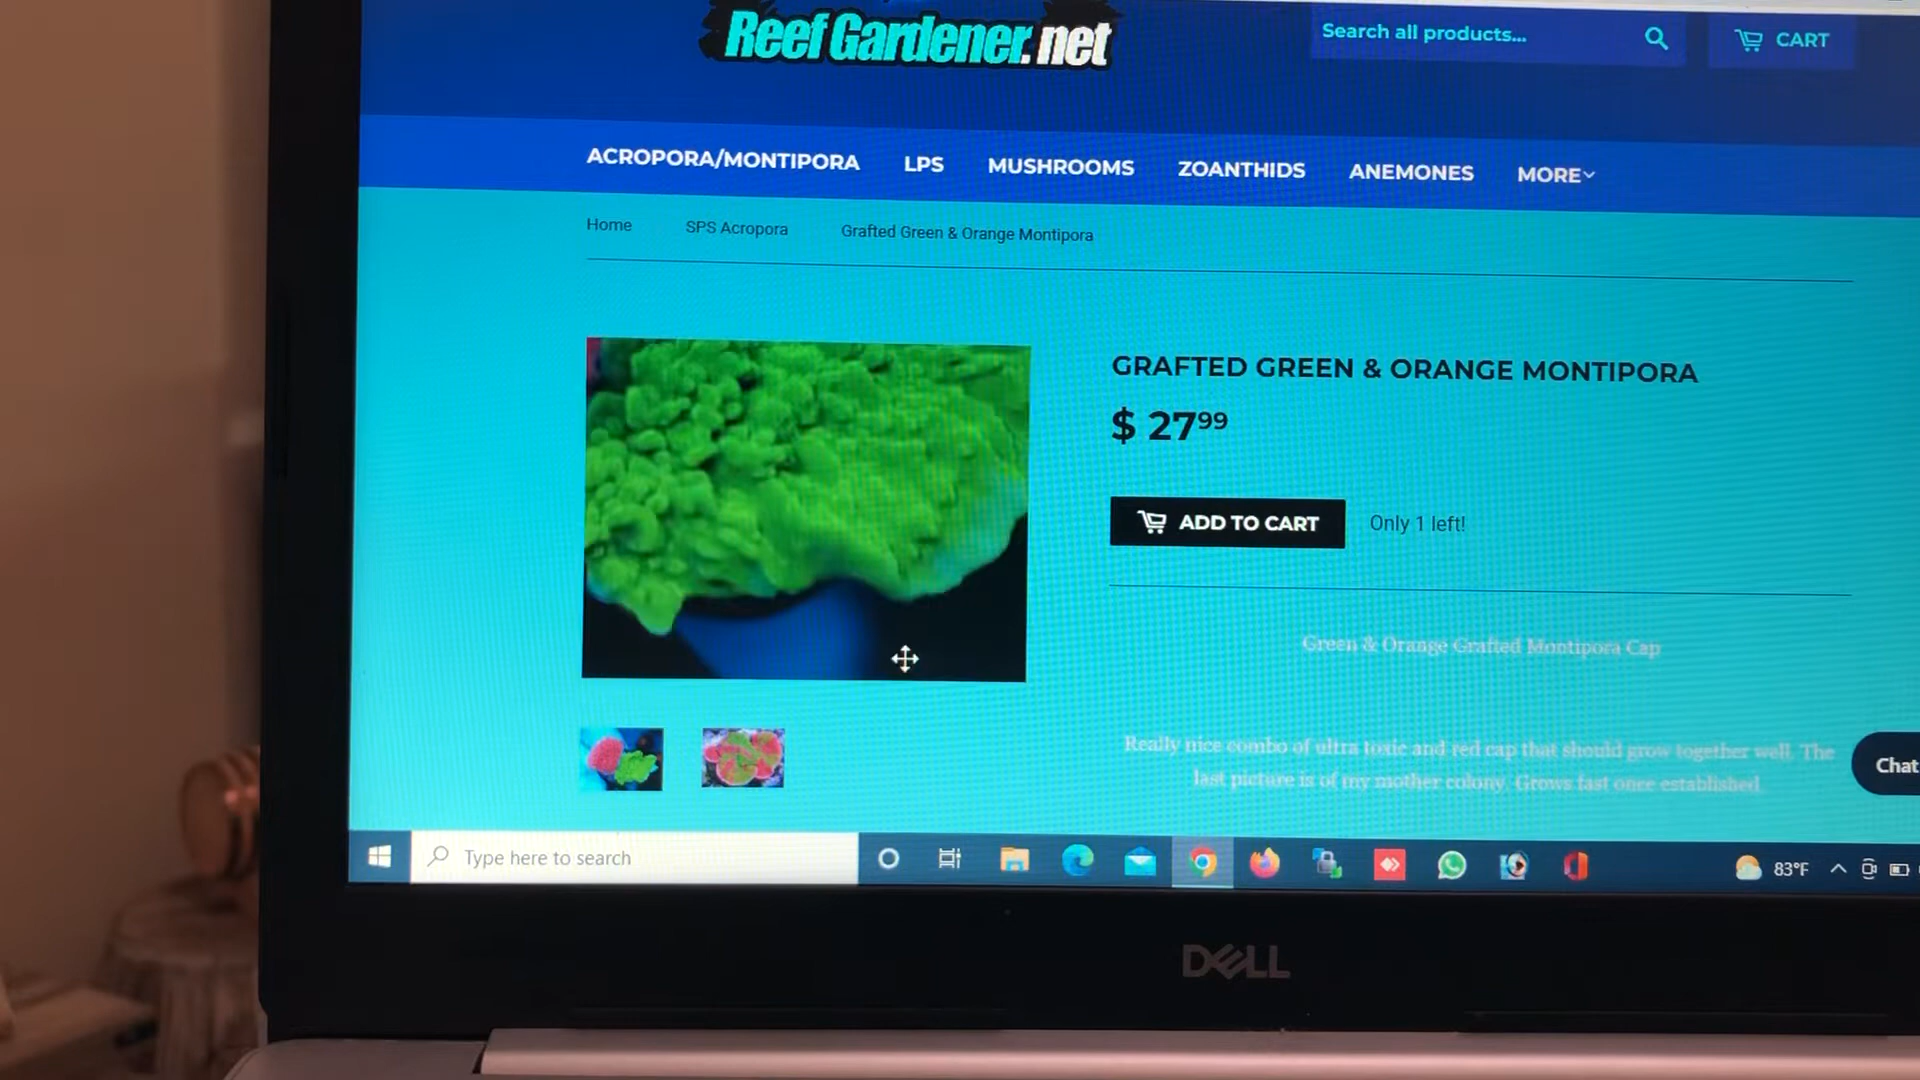 ReefGardener.net
Search all products...
CART
ACROPORA/MONTIPORA LPS MUSHROOMS ZOANTHIDS ANEMONES MORE
Home SPS Acropora Grafted Green & Orange Montipora
GRAFTED GREEN & ORANGE MONTIPORA
$ 27.99
ADD TO CART Only 1 left!
Green & Orange Grafted Montipora Cap
Really nice combo of ultra toxic and red cap that should grow together well. The
last picture is of my mother colony. Grows fast once established.
Chat
Type here to search
83°F
DELL